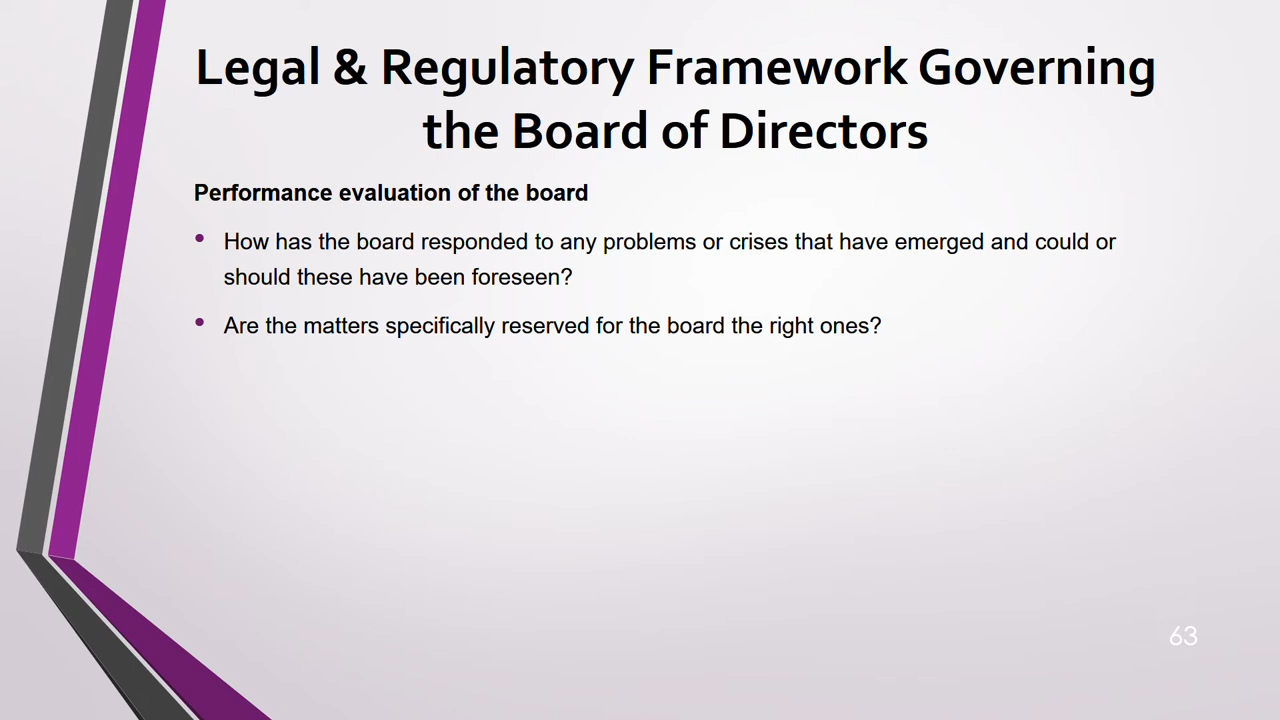 Legal & Regulatory Framework Governing
the Board of Directors
Performance evaluation of the board
• How has the board responded to any problems or crises that have emerged and could or
should these have been foreseen?
• Are the matters specifically reserved for the board the right ones?
63